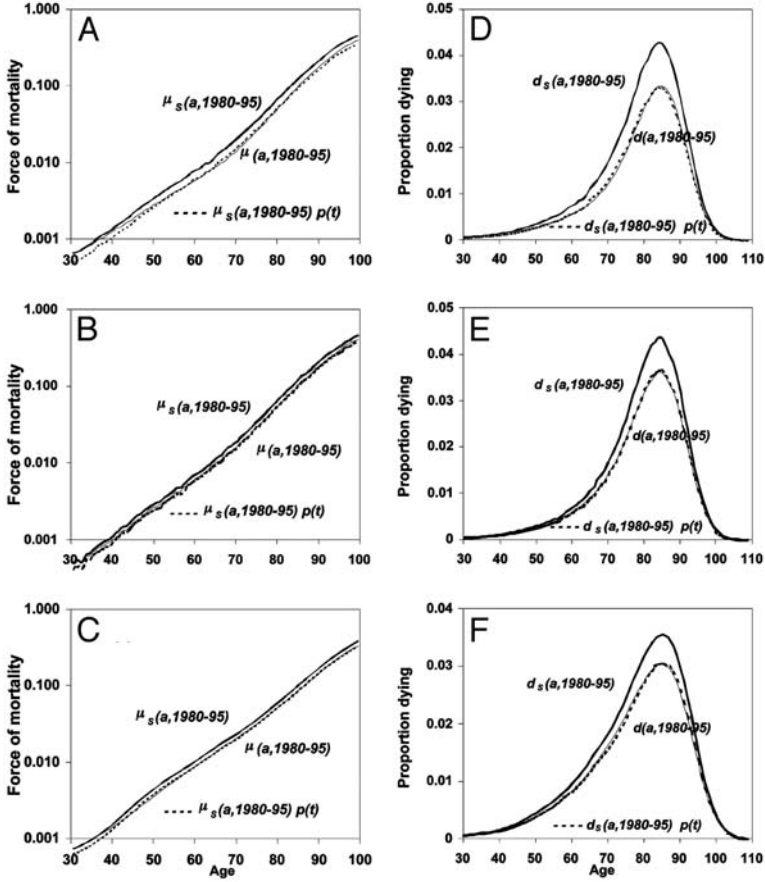 A
Force of mortality
1.000
0.100
0.010
0.001
μs(a,1980-95)
μ(a,1980-95)
μs(a,1980-95) p(t)
30 40 50 60 70 80 90 100
D
Proportion dying
0.05
0.04
0.03
0.02
0.01
0
ds(a,1980-95)
d(a,1980-95)
ds(a,1980-95) p(t)
30 40 50 60 70 80 90 100 110
B
Force of mortality
1.000
0.100
0.010
0.001
μs(a,1980-95)
μ(a,1980-95)
μs(a,1980-95) p(t)
30 40 50 60 70 80 90 100
E
Proportion dying
0.05
0.04
0.03
0.02
0.01
0
ds(a,1980-95)
d(a,1980-95)
ds(a,1980-95) p(t)
30 40 50 60 70 80 90 100 110
C
Force of mortality
1.000
0.100
0.010
0.001
μs(a,1980-95)
μ(a,1980-95)
μs(a,1980-95) p(t)
30 40 50 60 70 80 90 100
Age
F
Proportion dying
0.04
0.03
0.02
0.01
0
ds(a,1980-95)
d(a,1980-95)
ds(a,1980-95) p(t)
30 40 50 60 70 80 90 100 110
Age